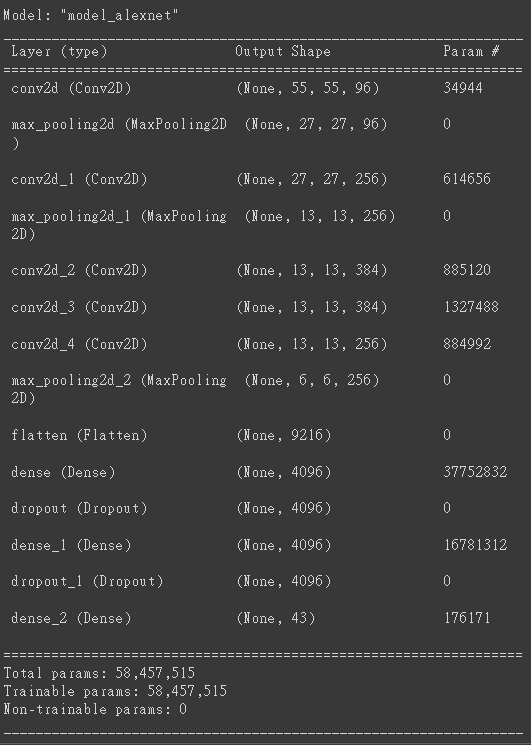 Model: "model_alexnet"
_________________________________________________________________
Layer (type) Output Shape Param #
=================================================================
conv2d (Conv2D) (None, 55, 55, 96) 34944
max_pooling2d (MaxPooling2D (None, 27, 27, 96) 0
)
conv2d_1 (Conv2D) (None, 27, 27, 256) 614656
max_pooling2d_1 (MaxPooling (None, 13, 13, 256) 0
2D)
conv2d_2 (Conv2D) (None, 13, 13, 384) 885120
conv2d_3 (Conv2D) (None, 13, 13, 384) 1327488
conv2d_4 (Conv2D) (None, 13, 13, 256) 884992
max_pooling2d_2 (MaxPooling (None, 6, 6, 256) 0
2D)
flatten (Flatten) (None, 9216) 0
dense (Dense) (None, 4096) 37752832
dropout (Dropout) (None, 4096) 0
dense_1 (Dense) (None, 4096) 16781312
dropout_1 (Dropout) (None, 4096) 0
dense_2 (Dense) (None, 43) 176171
=================================================================
Total params: 58,457,515
Trainable params: 58,457,515
Non-trainable params: 0
_________________________________________________________________